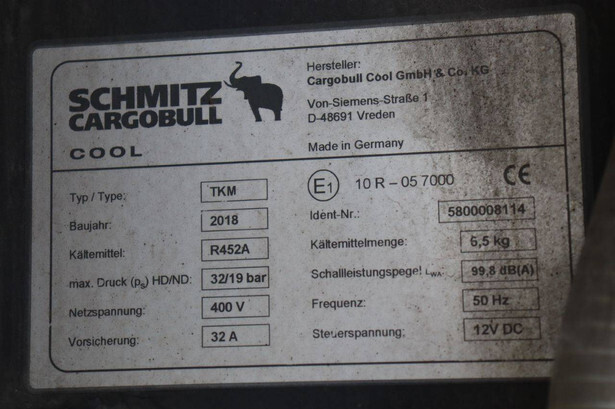 SCHMITZ
CARGOBULL
COOL
Hersteller:
Cargobull Cool GmbH & Co. KG
Von-Siemens-Straße 1
D-48691 Vreden
Made in Germany
Typ / Type: TKM
Baujahr: 2018
Kältemittel: R452A
max. Druck (pS) HD/ND: 32/19 bar
Netzspannung: 400 V
Vorsicherung: 32 A
E1 10 R – 05 7000 CE
Ident-Nr.: 5800008114
Kältemittelmenge: 6,5 kg
Schallleistungspegel LWA: 99,8 dB(A)
Frequenz: 50 Hz
Steuerspannung: 12V DC